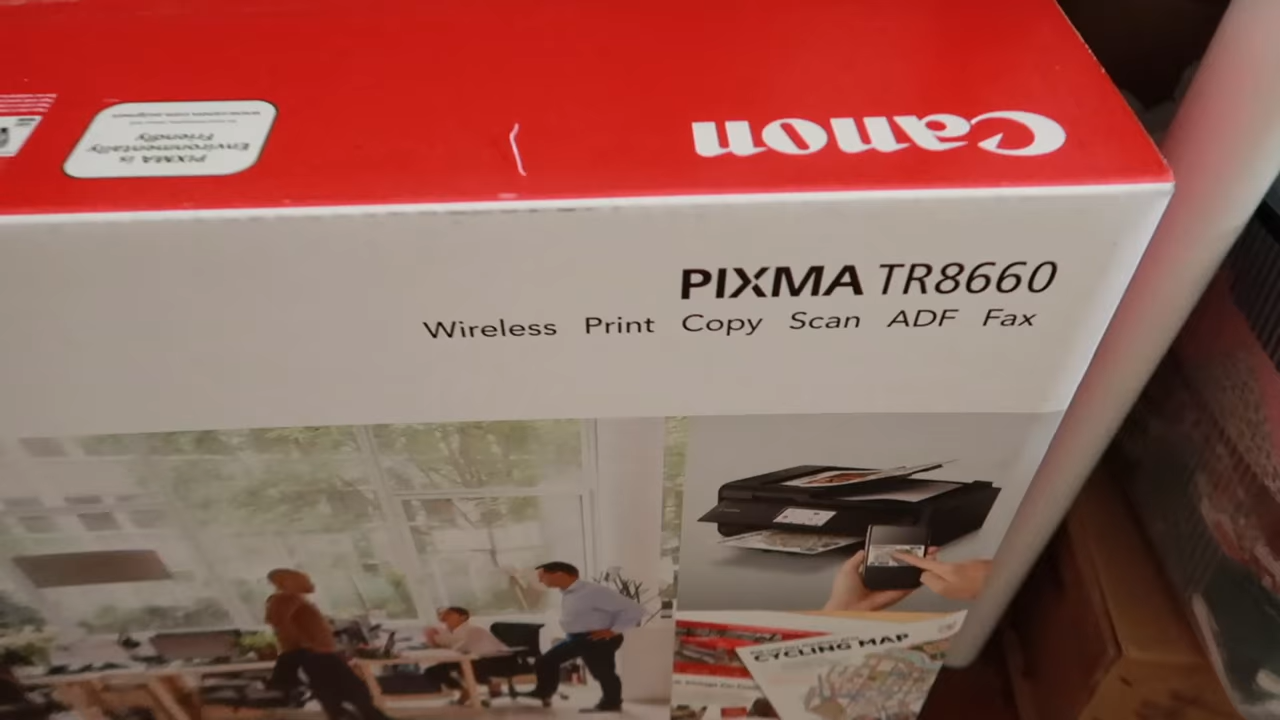 Canon
PIXMA is
Environmentally
Friendly
PIXMA TR8660
Wireless Print Copy Scan ADF Fax
CYCLING MAP